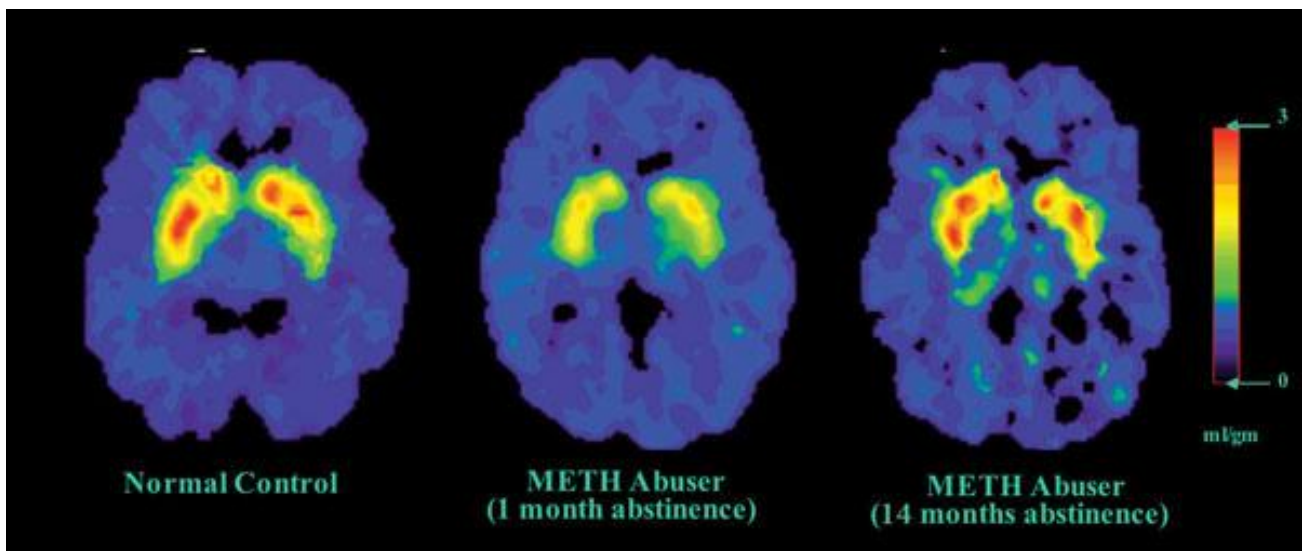 3
0
ml/gm
Normal Control
METH Abuser
(1 month abstinence)
METH Abuser
(14 months abstinence)